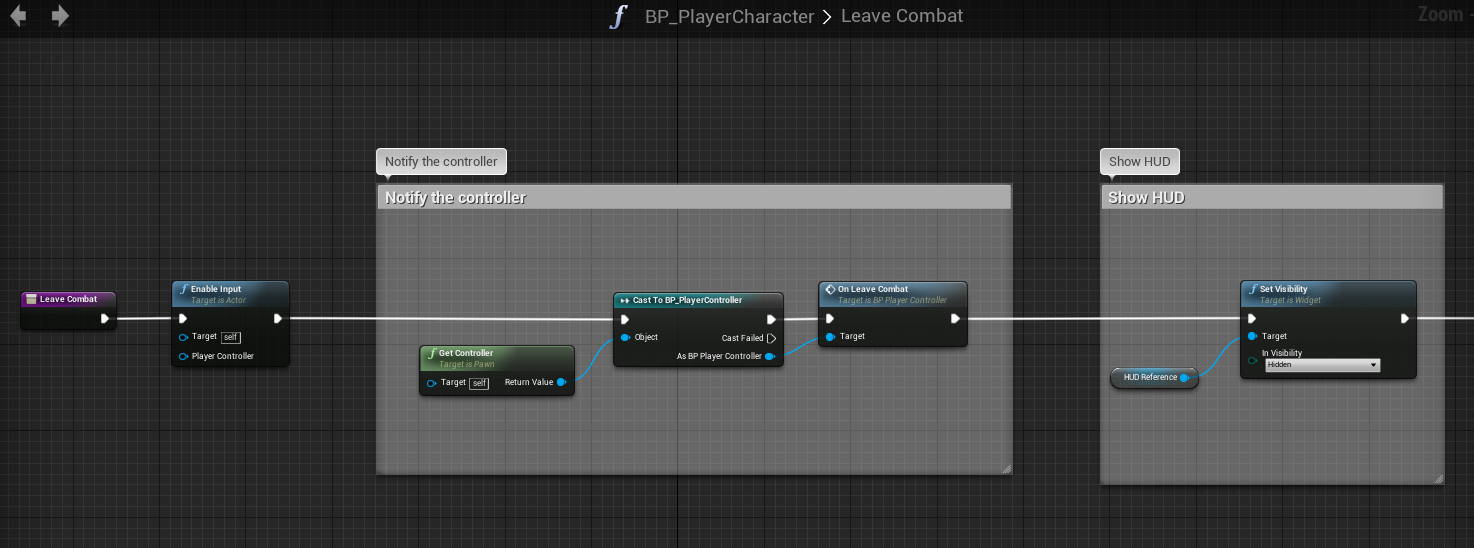 BP_PlayerCharacter > Leave Combat
Zoom
Notify the controller
Show HUD
Notify the controller
Show HUD
Leave Combat
Enable Input
Target is Actor
Target self
Player Controller
Get Controller
Target is Pawn
Target self Return Value
Cast To BP_PlayerController
Object
Cast Failed
As BP Player Controller
On Leave Combat
Target is BP Player Controller
Target
HUD Reference
Set Visibility
Target is Widget
Target
In Visibility
Hidden